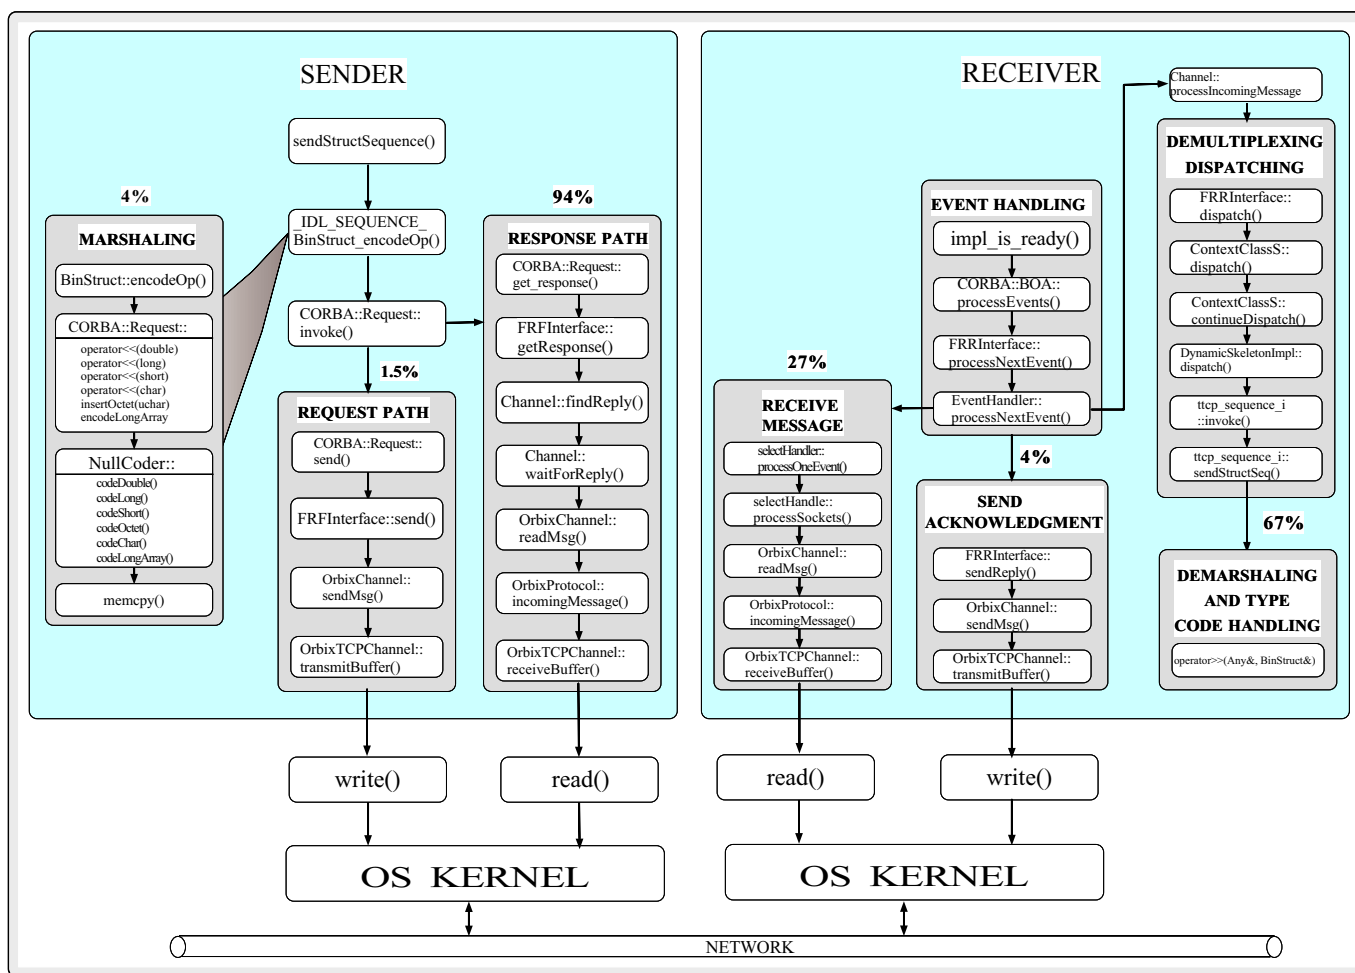 SENDER
sendStructSequence()
4%
MARSHALING
BinStruct::encodeOp()
CORBA::Request::
operator<<(double)
operator<<(long)
operator<<(short)
operator<<(char)
insertOctet(uchar)
encodeLongArray
NullCoder::
codeDouble()
codeLong()
codeShort()
codeOctet()
codeChar()
codeLongArray()
memcpy()
_IDL_SEQUENCE_
BinStruct_encodeOp()
CORBA::Request::
invoke()
1.5%
REQUEST PATH
CORBA::Request::
send()
FRFInterface::send()
OrbixChannel::
sendMsg()
OrbixTCPChannel::
transmitBuffer()
94%
RESPONSE PATH
CORBA::Request::
get_response()
FRFInterface::
getResponse()
Channel::findReply()
Channel::
waitForReply()
OrbixChannel::
readMsg()
OrbixProtocol::
incomingMessage()
OrbixTCPChannel::
receiveBuffer()
write()
read()
OS KERNEL
RECEIVER
Channel::
processIncomingMessage
EVENT HANDLING
impl_is_ready()
CORBA::BOA::
processEvents()
FRRInterface::
processNextEvent()
EventHandler::
processNextEvent()
27%
RECEIVE
MESSAGE
selectHandler::
processOneEvent()
selectHandle::
processSockets()
OrbixChannel::
readMsg()
OrbixProtocol::
incomingMessage()
OrbixTCPChannel::
receiveBuffer()
4%
SEND
ACKNOWLEDGMENT
FRRInterface::
sendReply()
OrbixChannel::
sendMsg()
OrbixTCPChannel::
transmitBuffer()
DEMULTIPLEXING
DISPATCHING
FRRInterface::
dispatch()
ContextClassS::
dispatch()
ContextClassS::
continueDispatch()
DynamicSkeletonImpl::
dispatch()
ttcp_sequence_i
::invoke()
ttcp_sequence_i::
sendStructSeq()
67%
DEMARSHALING
AND TYPE
CODE HANDLING
operator>>(Any&, BinStruct&)
read()
write()
OS KERNEL
NETWORK